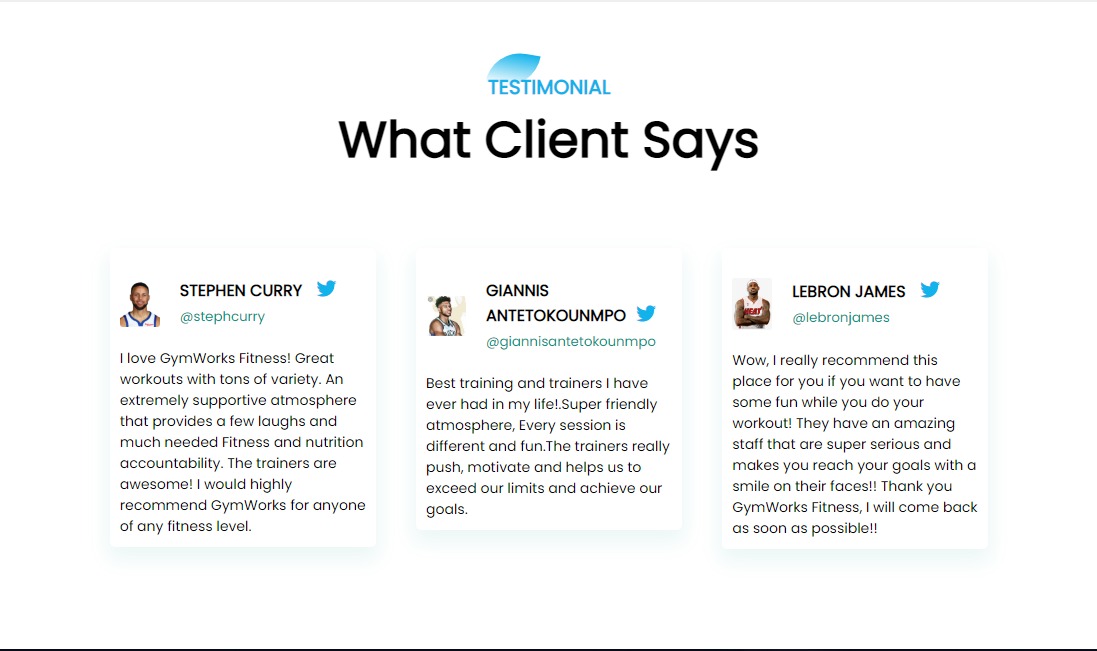 TESTIMONIAL
What Client Says
STEPHEN CURRY
@stephcurry
I love GymWorks Fitness! Great
workouts with tons of variety. An
extremely supportive atmosphere
that provides a few laughs and
much needed Fitness and nutrition
accountability. The trainers are
awesome! I would highly
recommend GymWorks for anyone
of any fitness level.
GIANNIS
ANTETOKOUNMPO
@giannisantetokounmpo
Best training and trainers I have
ever had in my life!.Super friendly
atmosphere, Every session is
different and fun.The trainers really
push, motivate and helps us to
exceed our limits and achieve our
goals.
LEBRON JAMES
@lebronjames
Wow, I really recommend this
place for you if you want to have
some fun while you do your
workout! They have an amazing
staff that are super serious and
makes you reach your goals with a
smile on their faces!! Thank you
GymWorks Fitness, I will come back
as soon as possible!!